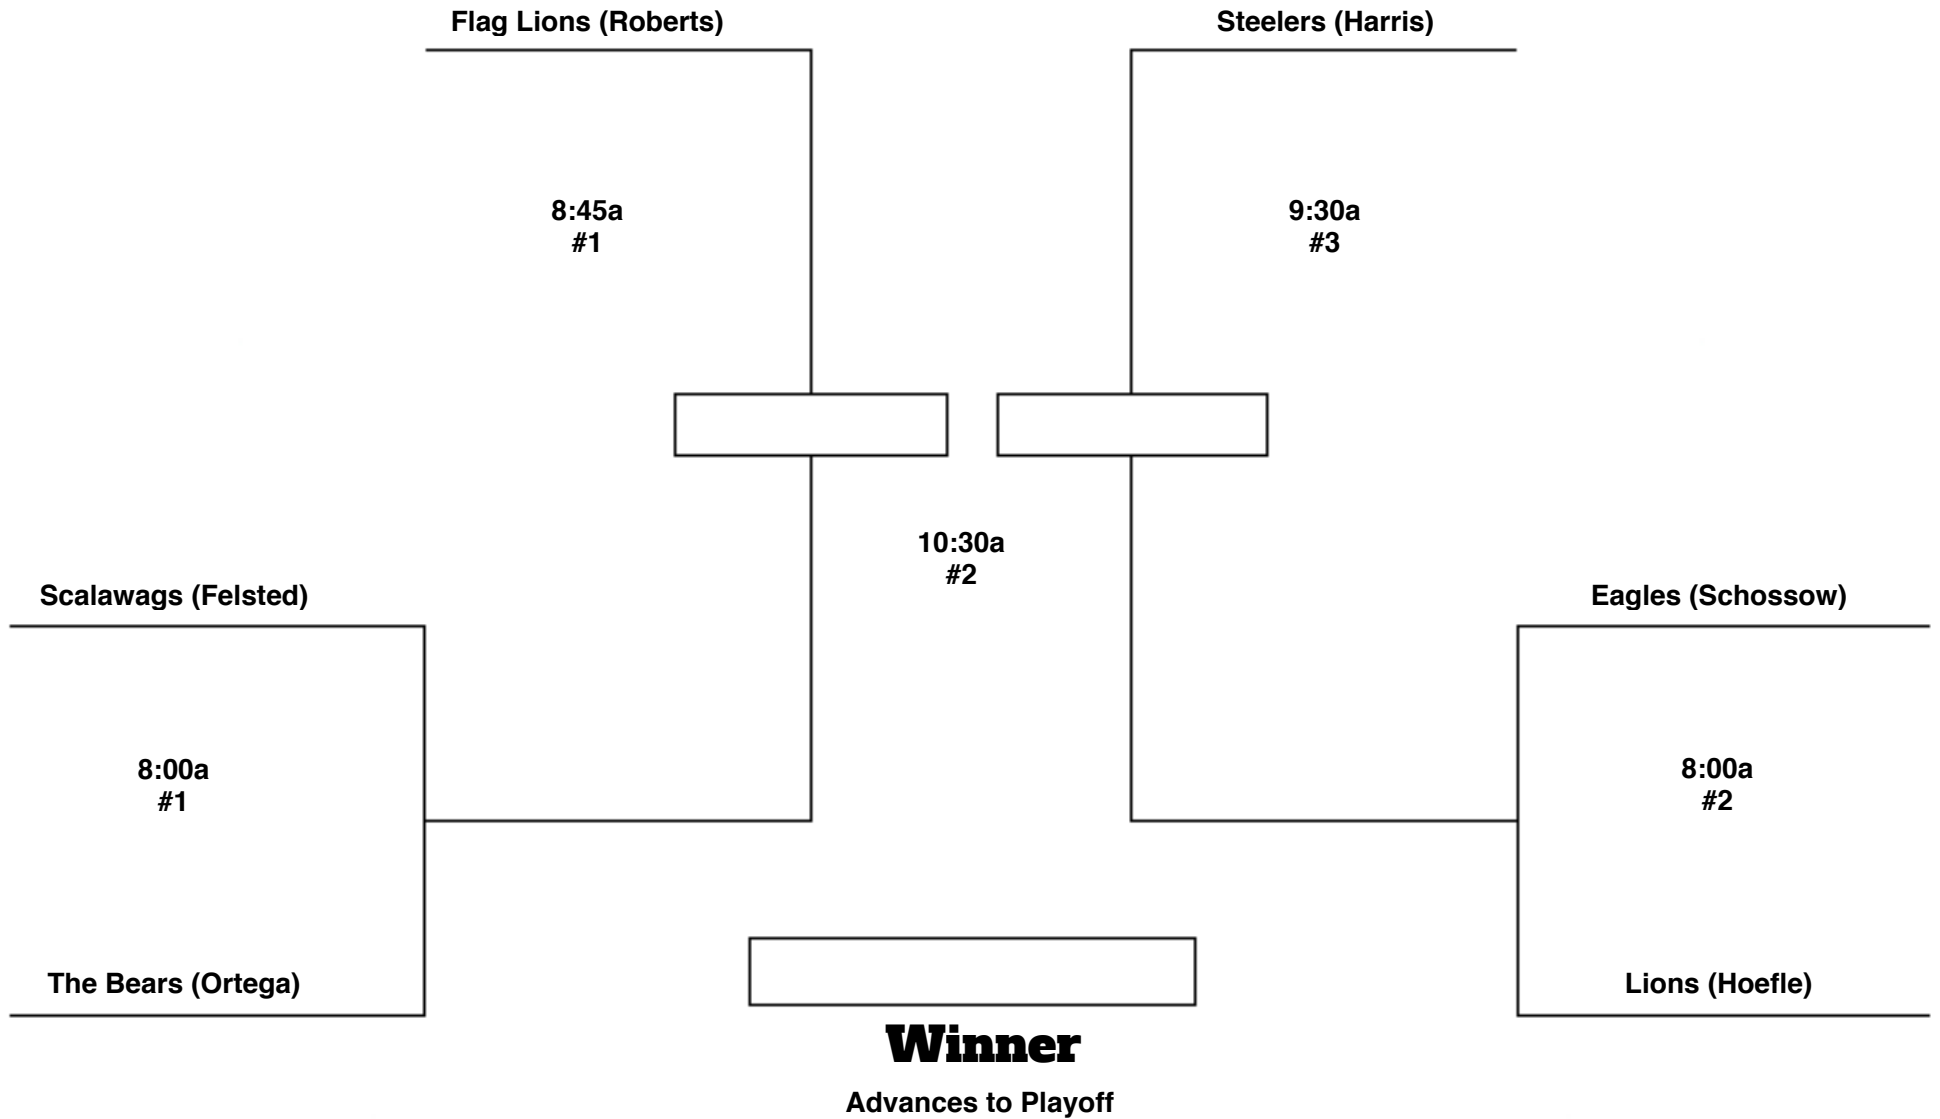 Flag Lions (Roberts)
Steelers (Harris)
8:45a
#1
9:30a
#3
10:30a
#2
Scalawags (Felsted)
Eagles (Schossow)
8:00a
#1
8:00a
#2
The Bears (Ortega)
Lions (Hoefle)
Winner
Advances to Playoff